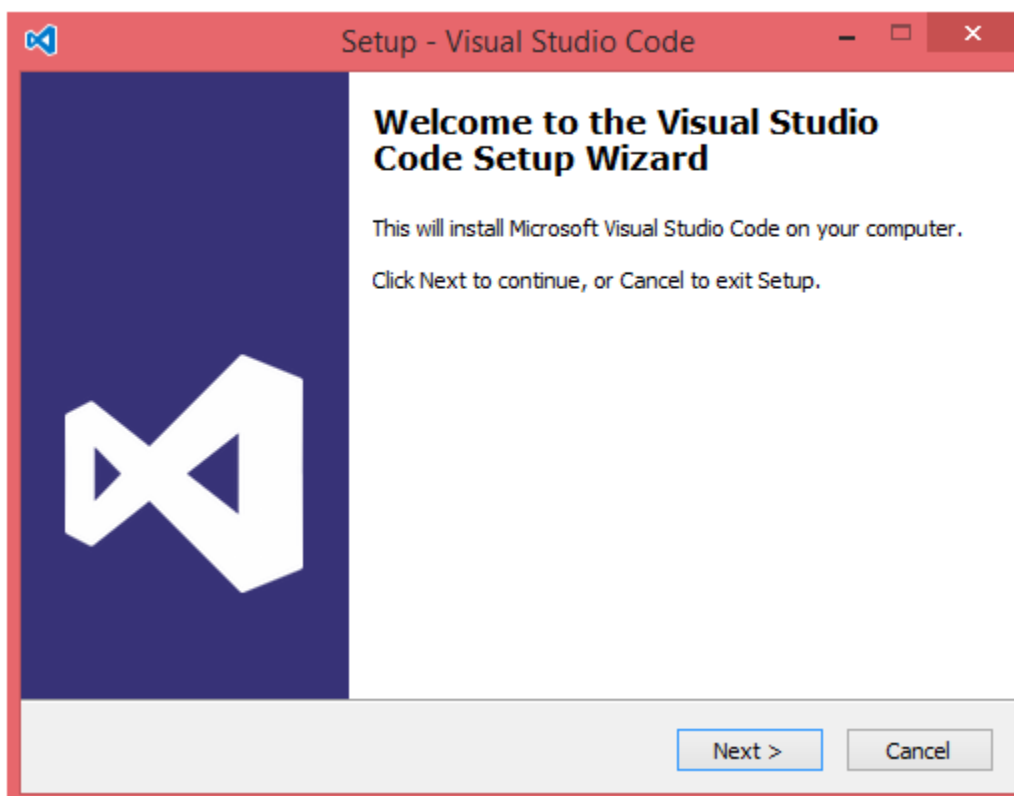 Setup - Visual Studio Code
Welcome to the Visual Studio
Code Setup Wizard
This will install Microsoft Visual Studio Code on your computer.
Click Next to continue, or Cancel to exit Setup.
Next >
Cancel